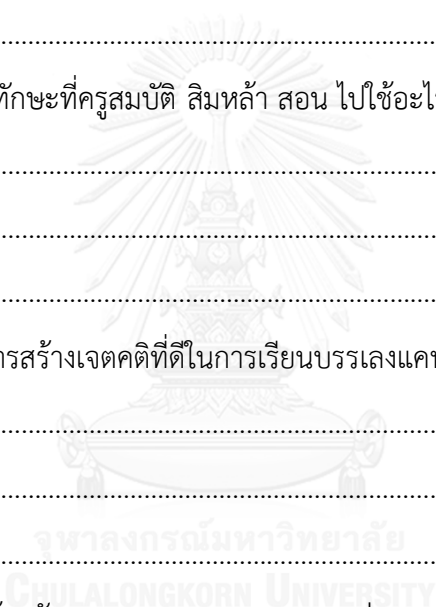 ................................................................
ทักษะที่ครูสมบัติ สิมหล้า สอน ไปใช้อะไ
................................................................
................................................................
................................................................
ารสร้างเจตคติที่ดีในการเรียนบรรเลงแค
................................................................
................................................................
จุฬาลงกรณ์มหาวิทยาลัย
................................................................
CHULALONGKORN UNIVERSITY